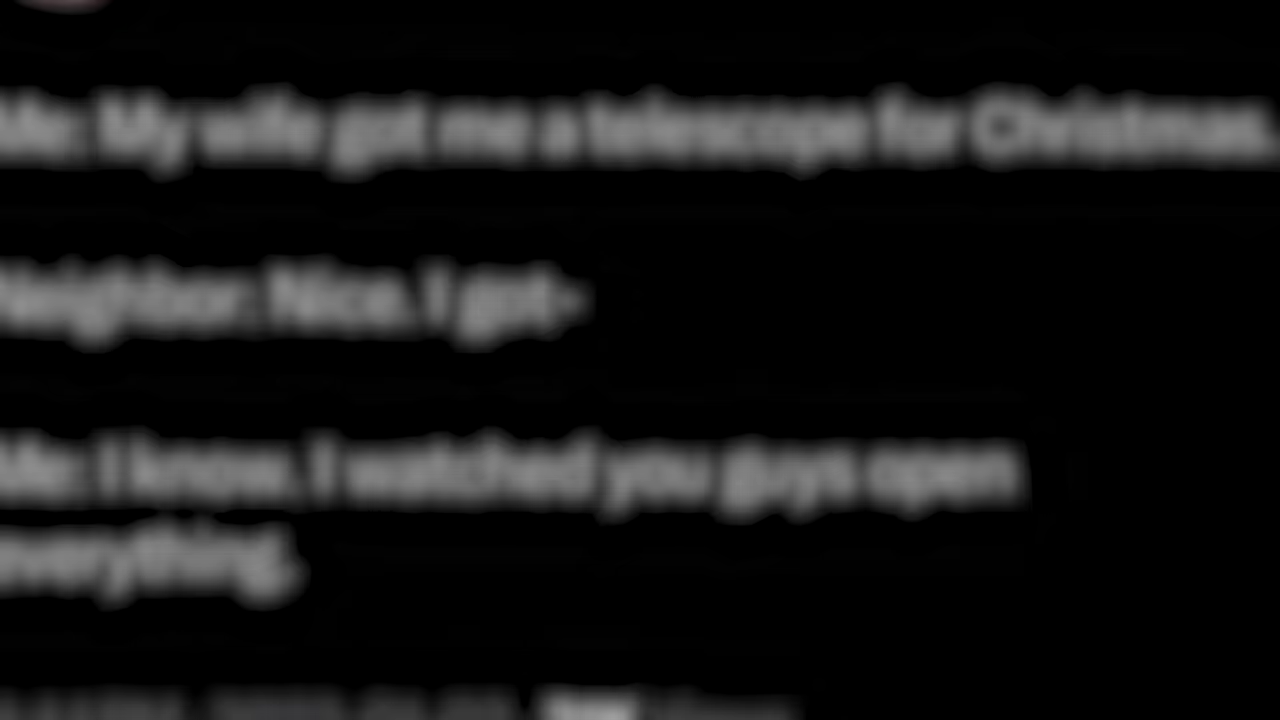 Me: My wife got me a telescope for Christmas.
Neighbor: Nice. I got-
Me: I know. I watched you guys open
everything.